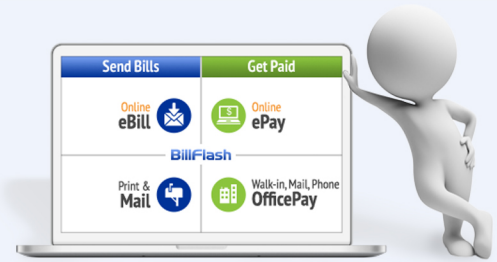 Send Bills
Get Paid
Online
eBill
Online
$
ePay
BillFlash
Print &
Mail
Walk-in, Mail, Phone
OfficePay